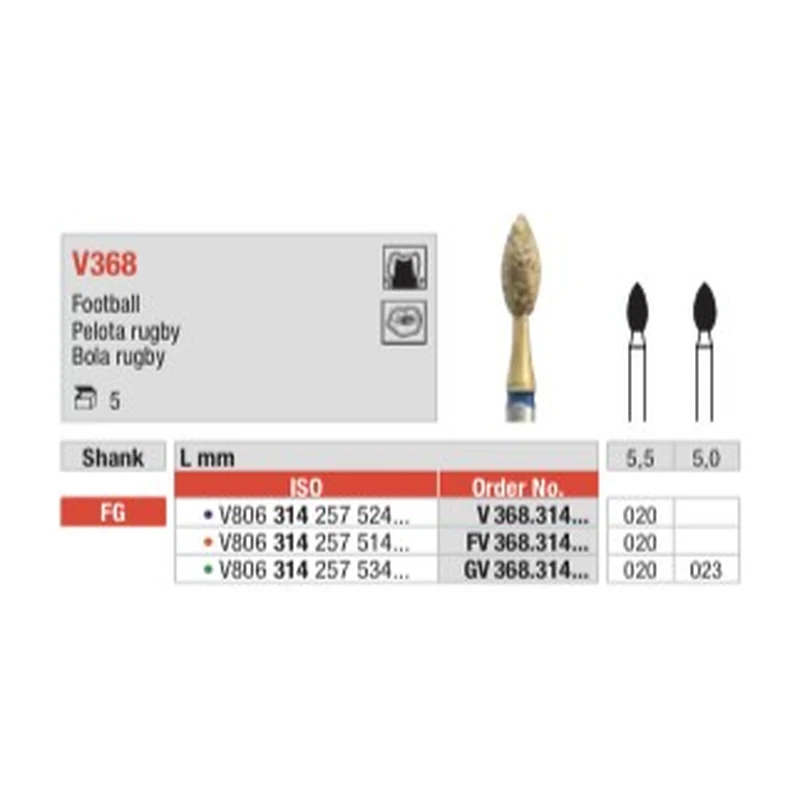 V368
Football
Pelota rugby
Bola rugby
5
Shank L mm 5,5 5,0
ISO Order No.
FG • V806 314 257 524... V 368.314... 020
• V806 314 257 514... FV 368.314... 020
• V806 314 257 534... GV 368.314... 020 023